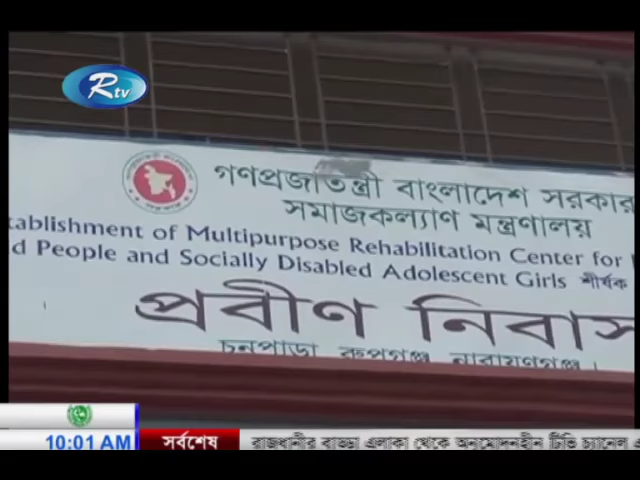 Rtv
গণপ্রজাতন্ত্রী বাংলাদেশ সরকার
সমাজকল্যাণ মন্ত্রণালয়
tablishment of Multipurpose Rehabilitation Center for
d People and Socially Disabled Adolescent Girls শীর্ষক
প্রবীণ নিবাস
চনপাড়া রূপগঞ্জ নারায়ণগঞ্জ।
10:01 AM
সর্বশেষ
রাজধানীর বাড্ডা এলাকা থেকে অনুমোদনহীন টিভি চ্যানেল